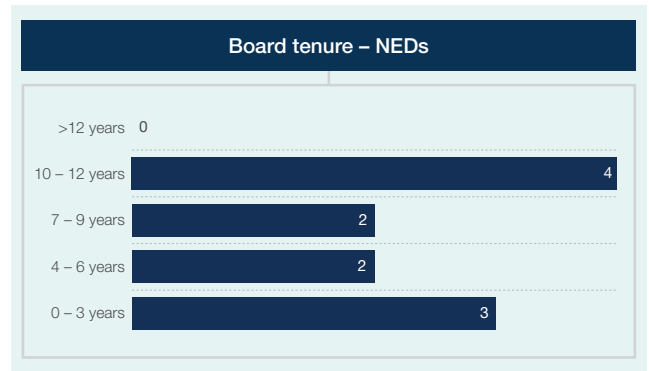 Board tenure – NEDs
>12 years 0
10 – 12 years 4
7 – 9 years 2
4 – 6 years 2
0 – 3 years 3